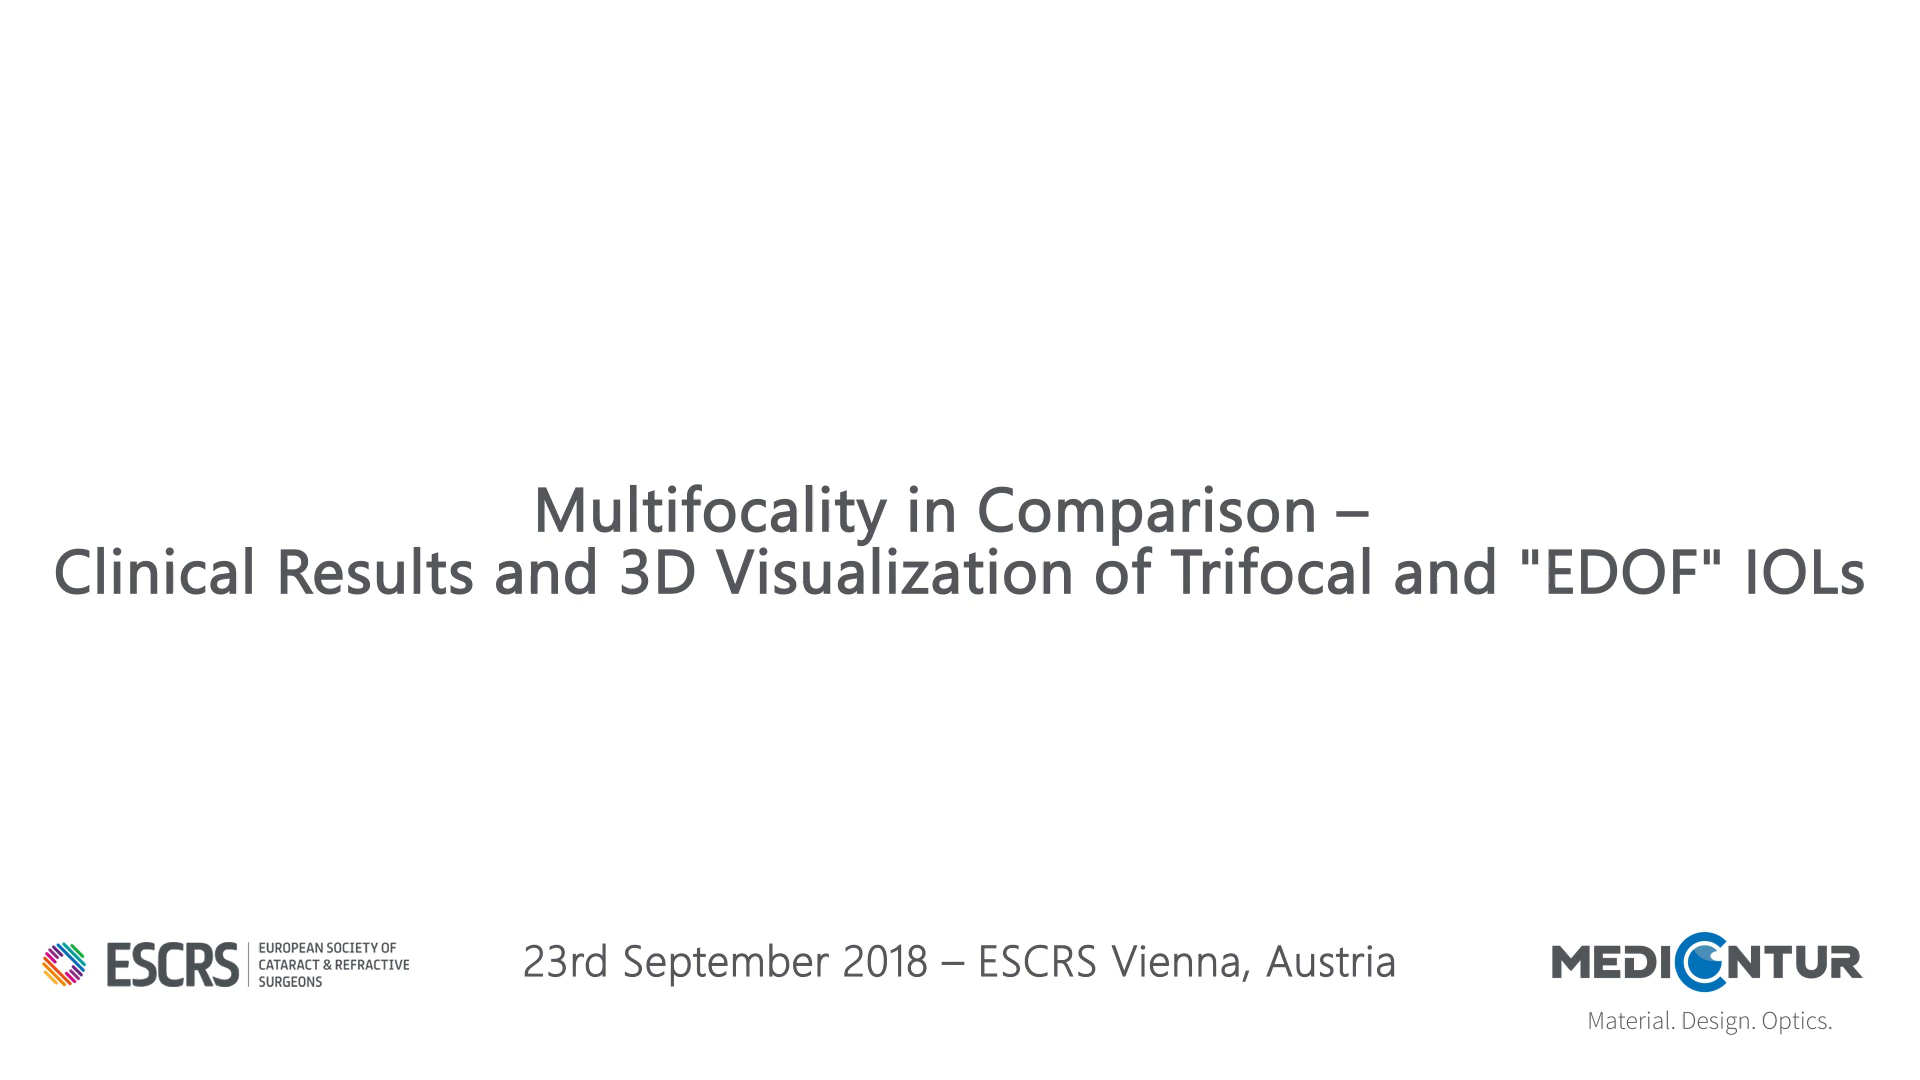 Multifocality in Comparison –
Clinical Results and 3D Visualization of Trifocal and "EDOF" IOLs
ESCRS
EUROPEAN SOCIETY OF
CATARACT & REFRACTIVE
SURGEONS
23rd September 2018 – ESCRS Vienna, Austria
MEDICONTUR
Material. Design. Optics.